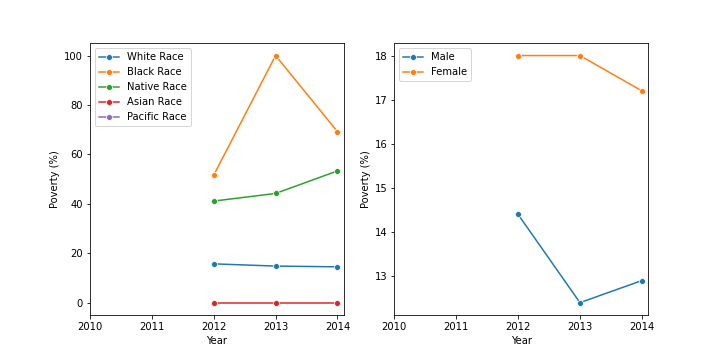 White Race
Black Race
Native Race
Asian Race
Pacific Race
100
80
60
40
20
0
Poverty (%)
2010 2011 2012 2013 2014
Year
Male
Female
18
17
16
15
14
13
Poverty (%)
2010 2011 2012 2013 2014
Year